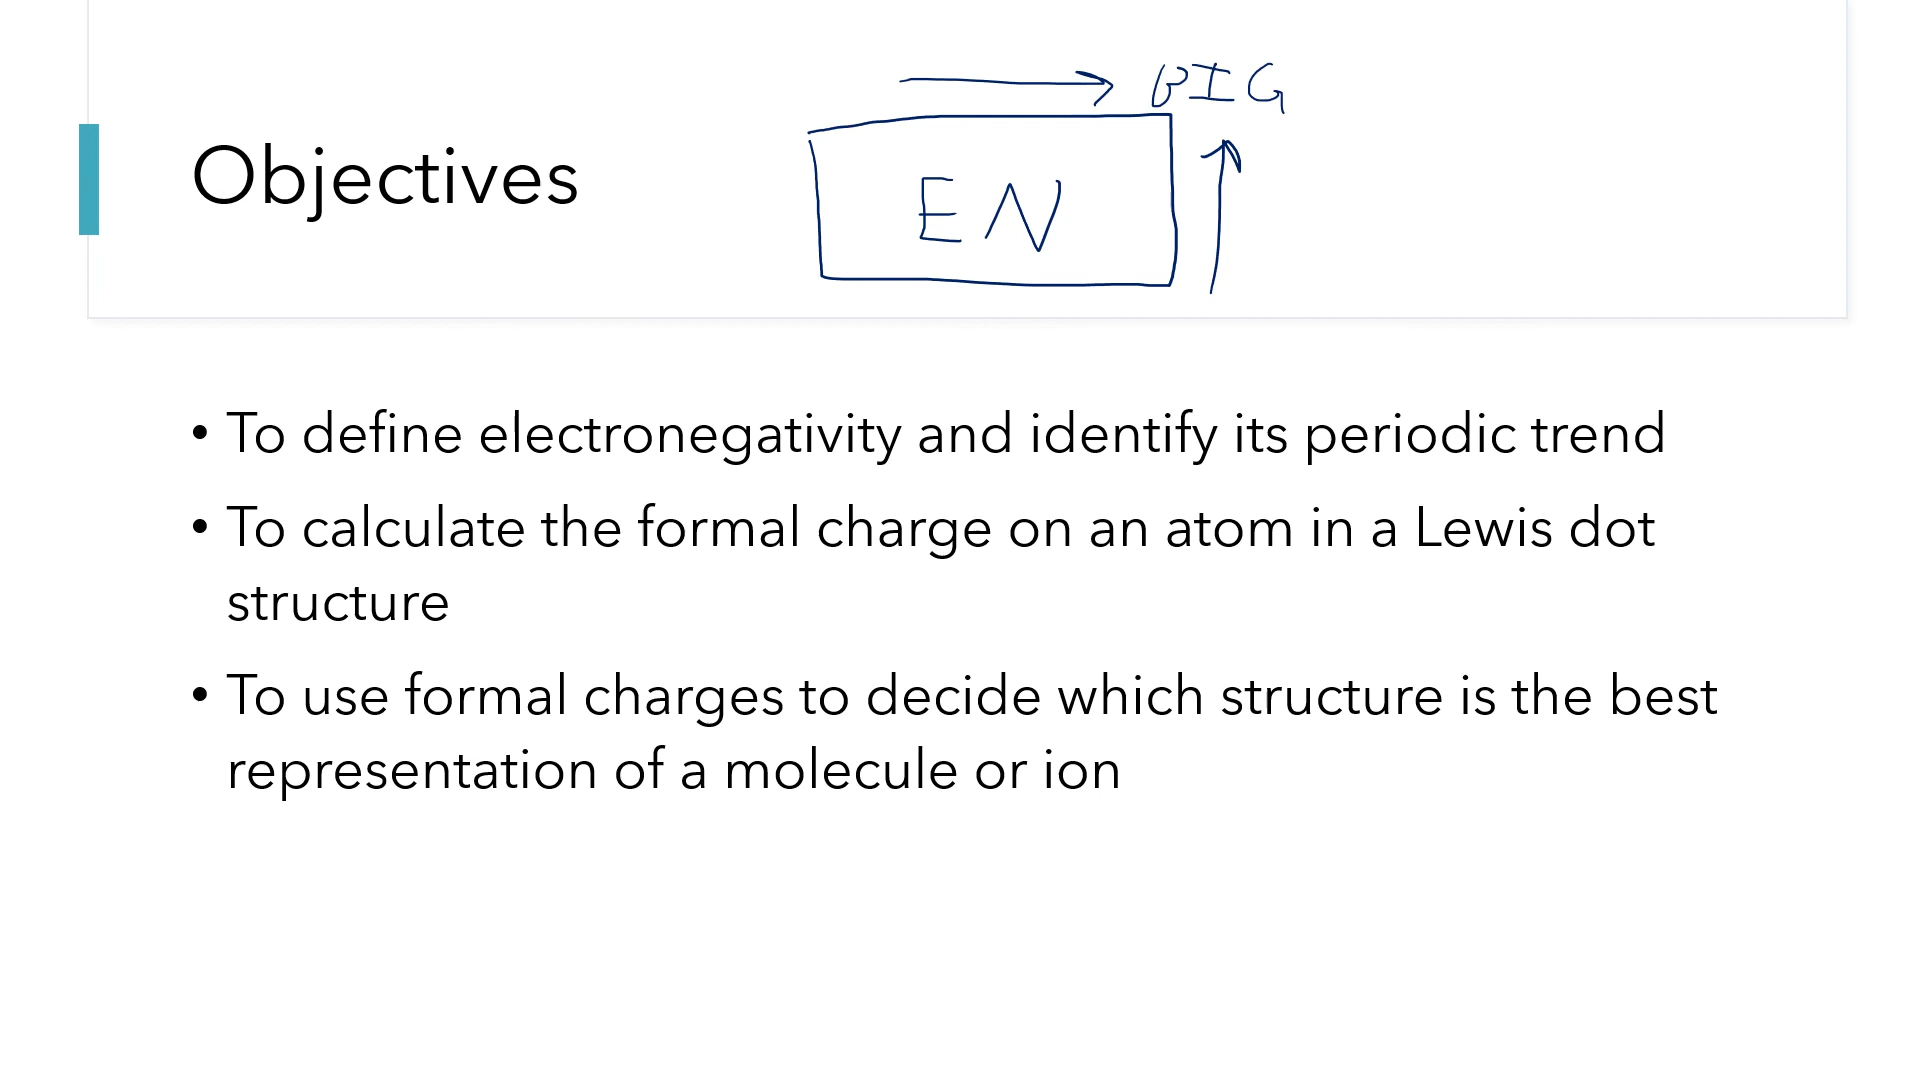 BIG
EN
Objectives
• To define electronegativity and identify its periodic trend
• To calculate the formal charge on an atom in a Lewis dot
structure
• To use formal charges to decide which structure is the best
representation of a molecule or ion